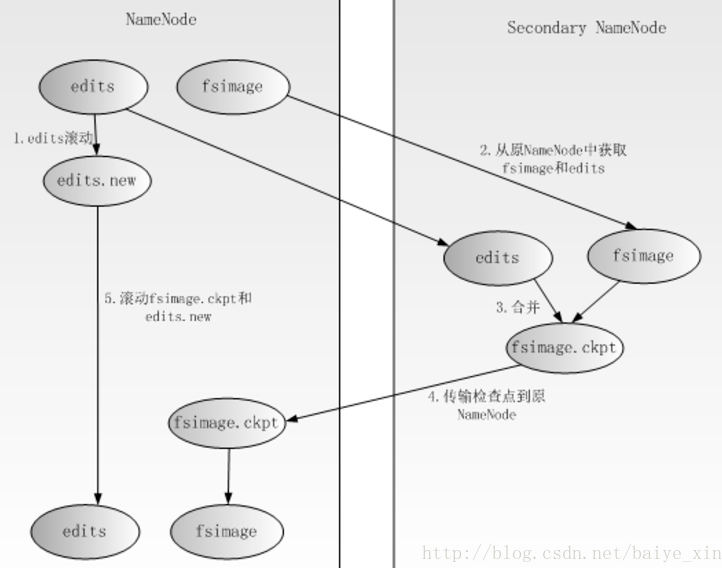 NameNode
Secondary NameNode
edits
fsimage
1.edits滚动
2.从原NameNode中获取
fsimage和edits
edits.new
edits
fsimage
5.滚动fsimage.ckpt和
edits.new
3.合并
fsimage.ckpt
4.传输检查点到原
NameNode
fsimage.ckpt
edits
fsimage
http://blog.csdn.net/baiye_xin